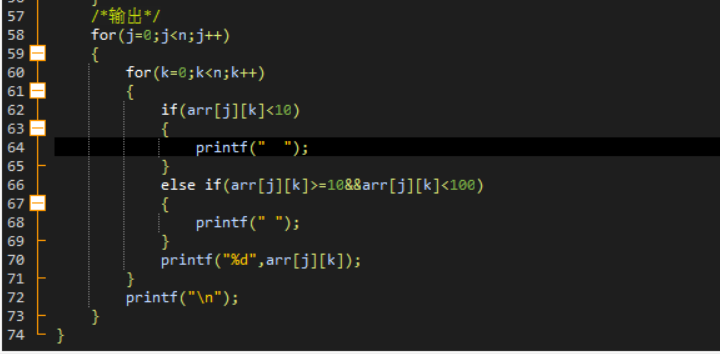 57 /*输出*/
58 for(j=0;j<n;j++)
59 {
60 for(k=0;k<n;k++)
61 {
62 if(arr[j][k]<10)
63 {
64 printf("  ");
65 }
66 else if(arr[j][k]>=10&&arr[j][k]<100)
67 {
68 printf(" ");
69 }
70 printf("%d",arr[j][k]);
71 }
72 printf("\n");
73 }
74 }